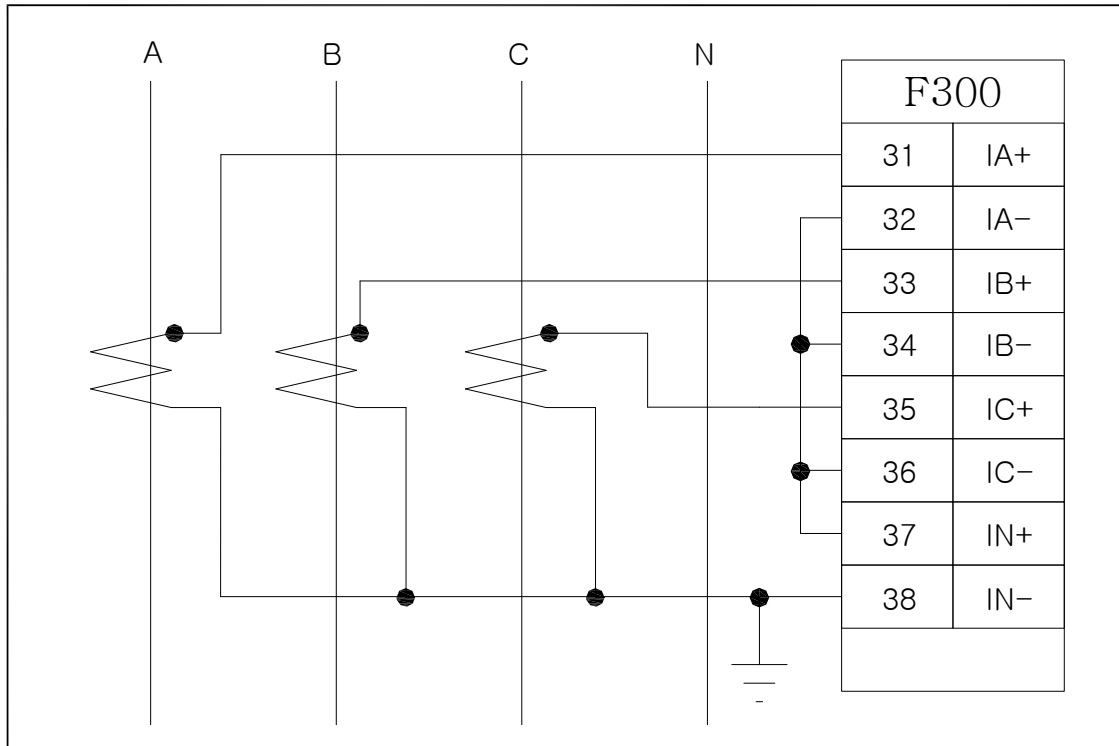 A B C N
F300
31 IA+
32 IA-
33 IB+
34 IB-
35 IC+
36 IC-
37 IN+
38 IN-